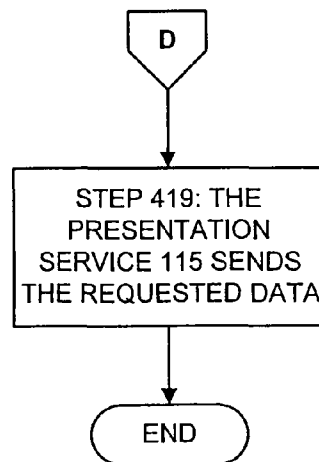 D
STEP 419: THE
PRESENTATION
SERVICE 115 SENDS
THE REQUESTED DATA
END